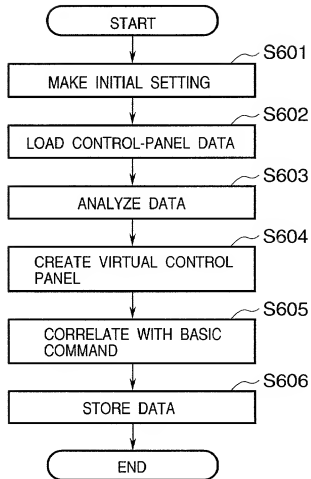 START
S601
MAKE INITIAL SETTING
S602
LOAD CONTROL-PANEL DATA
S603
ANALYZE DATA
S604
CREATE VIRTUAL CONTROL
PANEL
S605
CORRELATE WITH BASIC
COMMAND
S606
STORE DATA
END